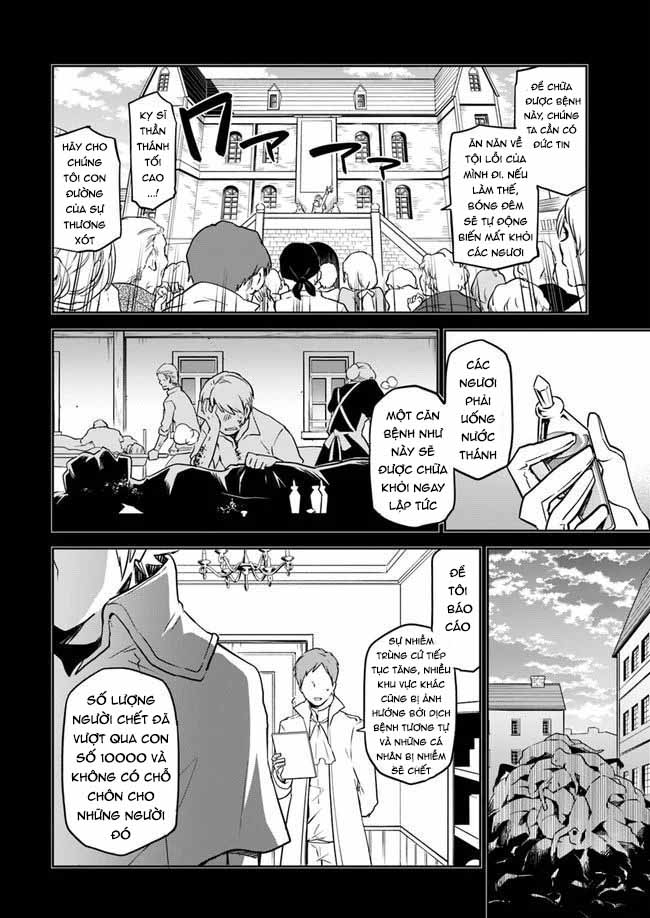 ĐỂ CHỮA
ĐƯỢC BỆNH
NÀY, CHÚNG
TA CẦN CÓ
ĐỨC TIN
ĂN NĂN VỀ
TỘI LỖI CỦA
MÌNH ĐI. NẾU
LÀM THẾ,
BÓNG ĐÊM
SẼ TỰ ĐỘNG
BIẾN MẤT KHỎI
CÁC NGƯƠI
KỴ SĨ
THẦN
THÁNH
TỐI
CAO
...!
HÃY CHO
CHÚNG
TÔI CON
ĐƯỜNG
CỦA SỰ
THƯƠNG
XÓT
ワァァァ
CÁC
NGƯƠI
PHẢI
UỐNG
NƯỚC
THÁNH
MỘT CĂN
BỆNH NHƯ
NÀY SẼ
ĐƯỢC CHỮA
KHỎI NGAY
LẬP TỨC
ĐỂ TÔI
BÁO
CÁO
SỰ NHIỄM
TRÙNG CỨ TIẾP
TỤC TĂNG, NHIỀU
KHU VỰC KHÁC
CŨNG BỊ ẢNH
HƯỞNG BỞI DỊCH
BỆNH TƯƠNG TỰ
VÀ NHỮNG CÁ
NHÂN BỊ NHIỄM
SẼ CHẾT
SỐ LƯỢNG
NGƯỜI CHẾT ĐÃ
VƯỢT QUA CON
SỐ 10000 VÀ
KHÔNG CÓ CHỖ
CHÔN CHO
NHỮNG NGƯỜI
ĐÓ